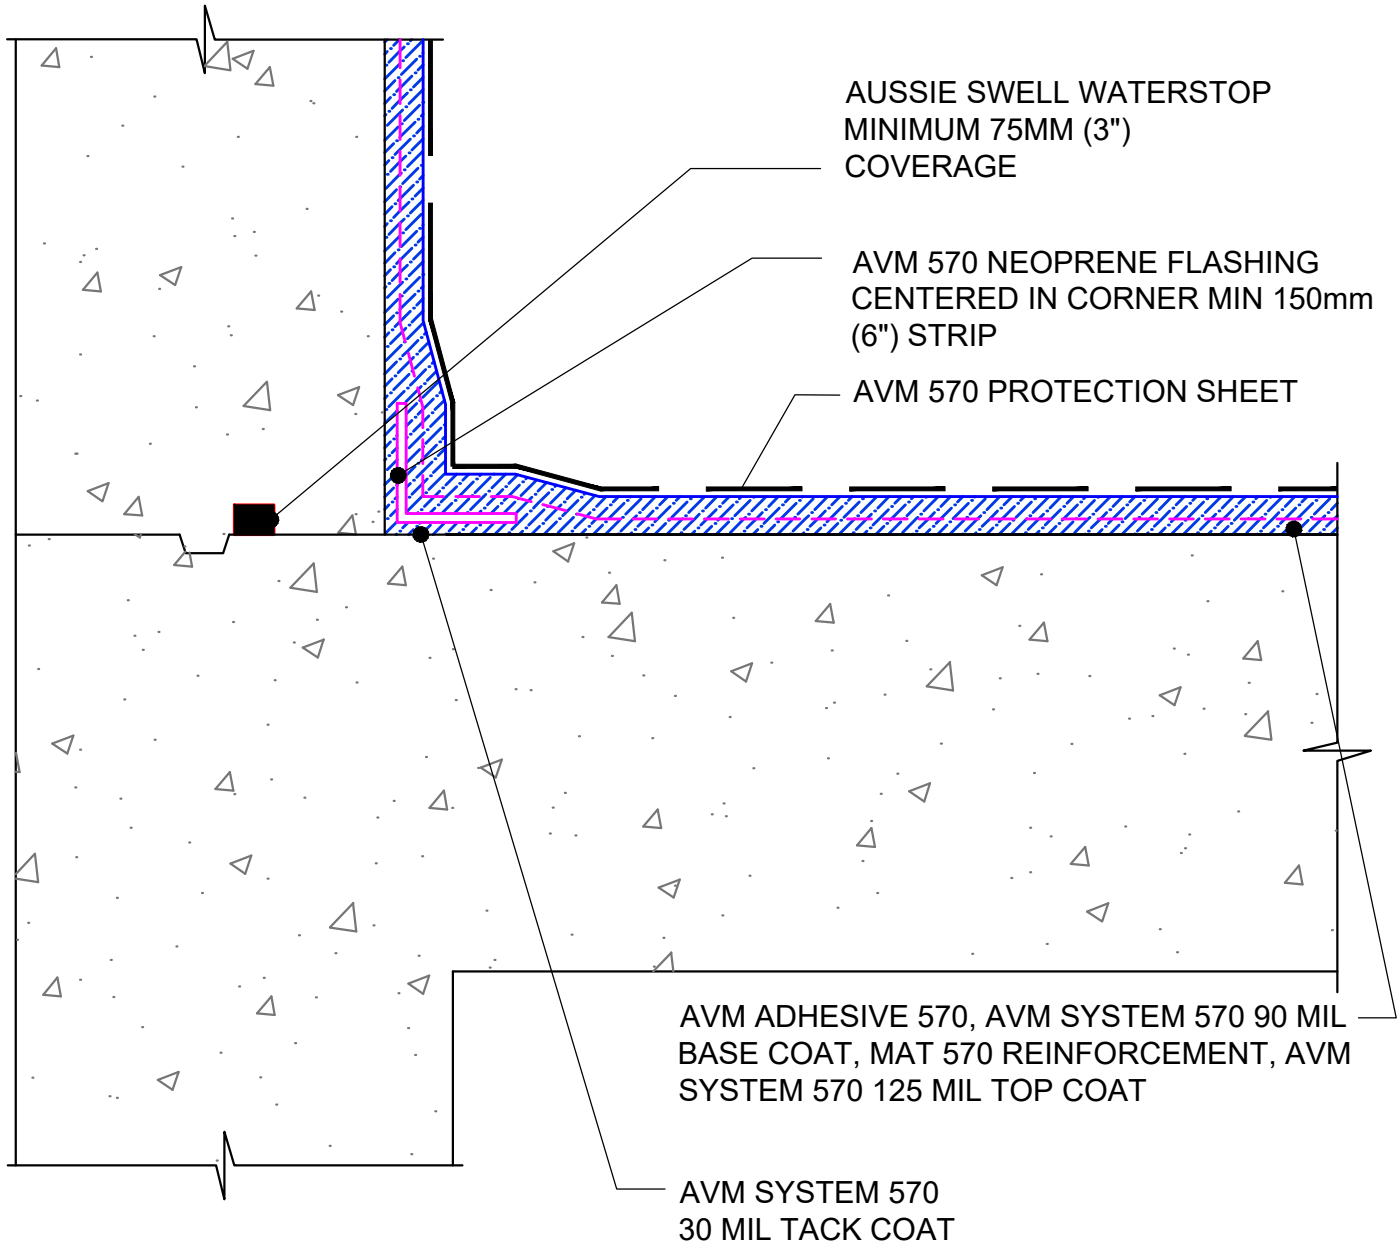 AUSSIE SWELL WATERSTOP
MINIMUM 75MM (3")
COVERAGE
AVM 570 NEOPRENE FLASHING
CENTERED IN CORNER MIN 150mm
(6") STRIP
AVM 570 PROTECTION SHEET
AVM ADHESIVE 570, AVM SYSTEM 570 90 MIL
BASE COAT, MAT 570 REINFORCEMENT, AVM
SYSTEM 570 125 MIL TOP COAT
AVM SYSTEM 570
30 MIL TACK COAT